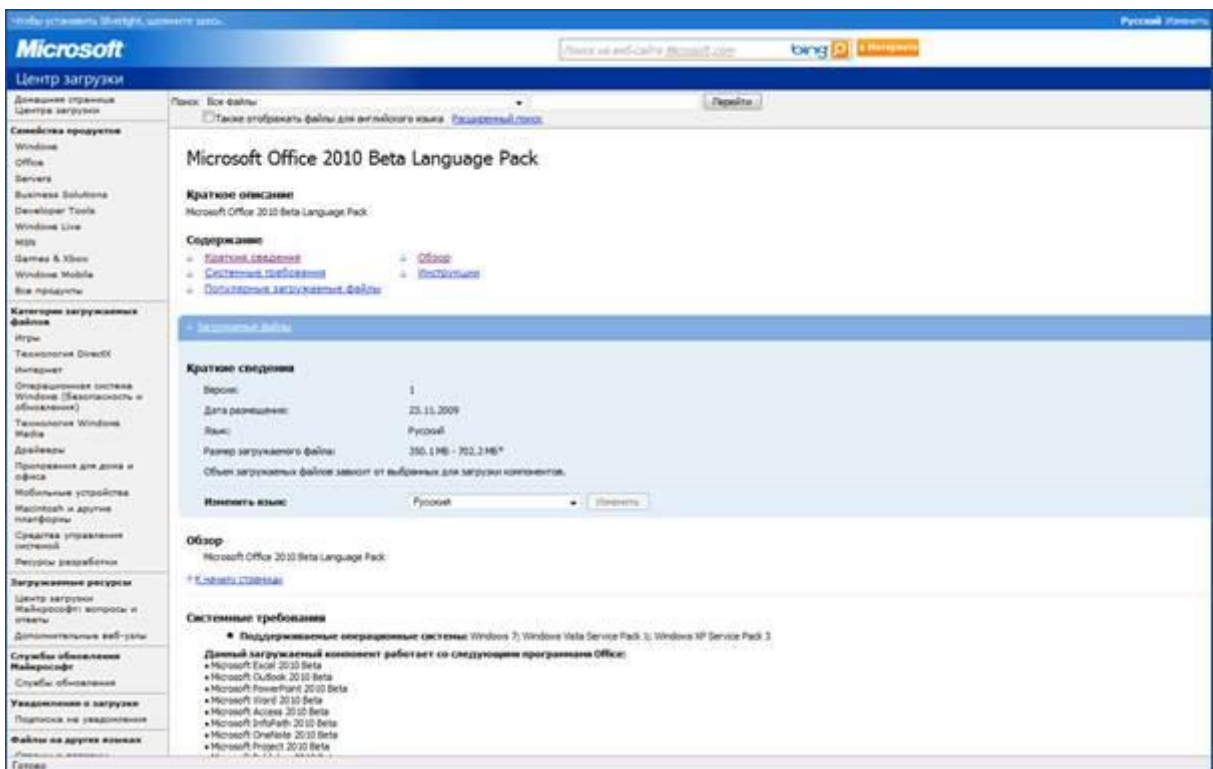 Чтобы установить Silverlight, щелкните здесь.
Русский Изменить
Microsoft
Поиск на веб-сайте Microsoft.com
bing
в Интернете
Центр загрузки
Домашняя страница
Центра загрузки
Поиск Все файлы
Перейти
Также отображать файлы для английского языка Расширенный поиск
Семейства продуктов
Windows
Office
Servers
Business Solutions
Developer Tools
Windows Live
MSN
Games & Xbox
Windows Mobile
Все продукты
Категории загружаемых
файлов
Игры
Технология DirectX
Интернет
Операционная система
Windows (безопасность и
обновления)
Технология Windows
Media
Драйверы
Приложения для дома и
офиса
Мобильные устройства
Macintosh и другие
платформы
Средства управления
системой
Ресурсы разработки
Загружаемые ресурсы
Центр загрузки
Майкрософт: вопросы и
ответы
Дополнительные веб-узлы
Службы обновления
Майкрософт
Службы обновления
Уведомления о загрузке
Подписка на уведомления
Файлы на других языках
Microsoft Office 2010 Beta Language Pack
Краткое описание
Microsoft Office 2010 Beta Language Pack
Содержание
Краткие сведения
Обзор
Системные требования
Инструкции
Популярные загружаемые файлы
Загружаемые файлы
Краткие сведения
Версия: 1
Дата размещения: 23.11.2009
Язык: Русский
Размер загружаемого файла: 350.1 МБ - 702.3 МБ*
Объем загружаемых файлов зависит от выбранных для загрузки компонентов.
Изменить язык: Русский Изменить
Обзор
Microsoft Office 2010 Beta Language Pack
К началу страницы
Системные требования
• Поддерживаемые операционные системы: Windows 7; Windows Vista Service Pack 1; Windows XP Service Pack 3
Данный загружаемый компонент работает со следующими программами Office:
• Microsoft Excel 2010 Beta
• Microsoft Outlook 2010 Beta
• Microsoft PowerPoint 2010 Beta
• Microsoft Word 2010 Beta
• Microsoft Access 2010 Beta
• Microsoft InfoPath 2010 Beta
• Microsoft OneNote 2010 Beta
• Microsoft Project 2010 Beta
Готово